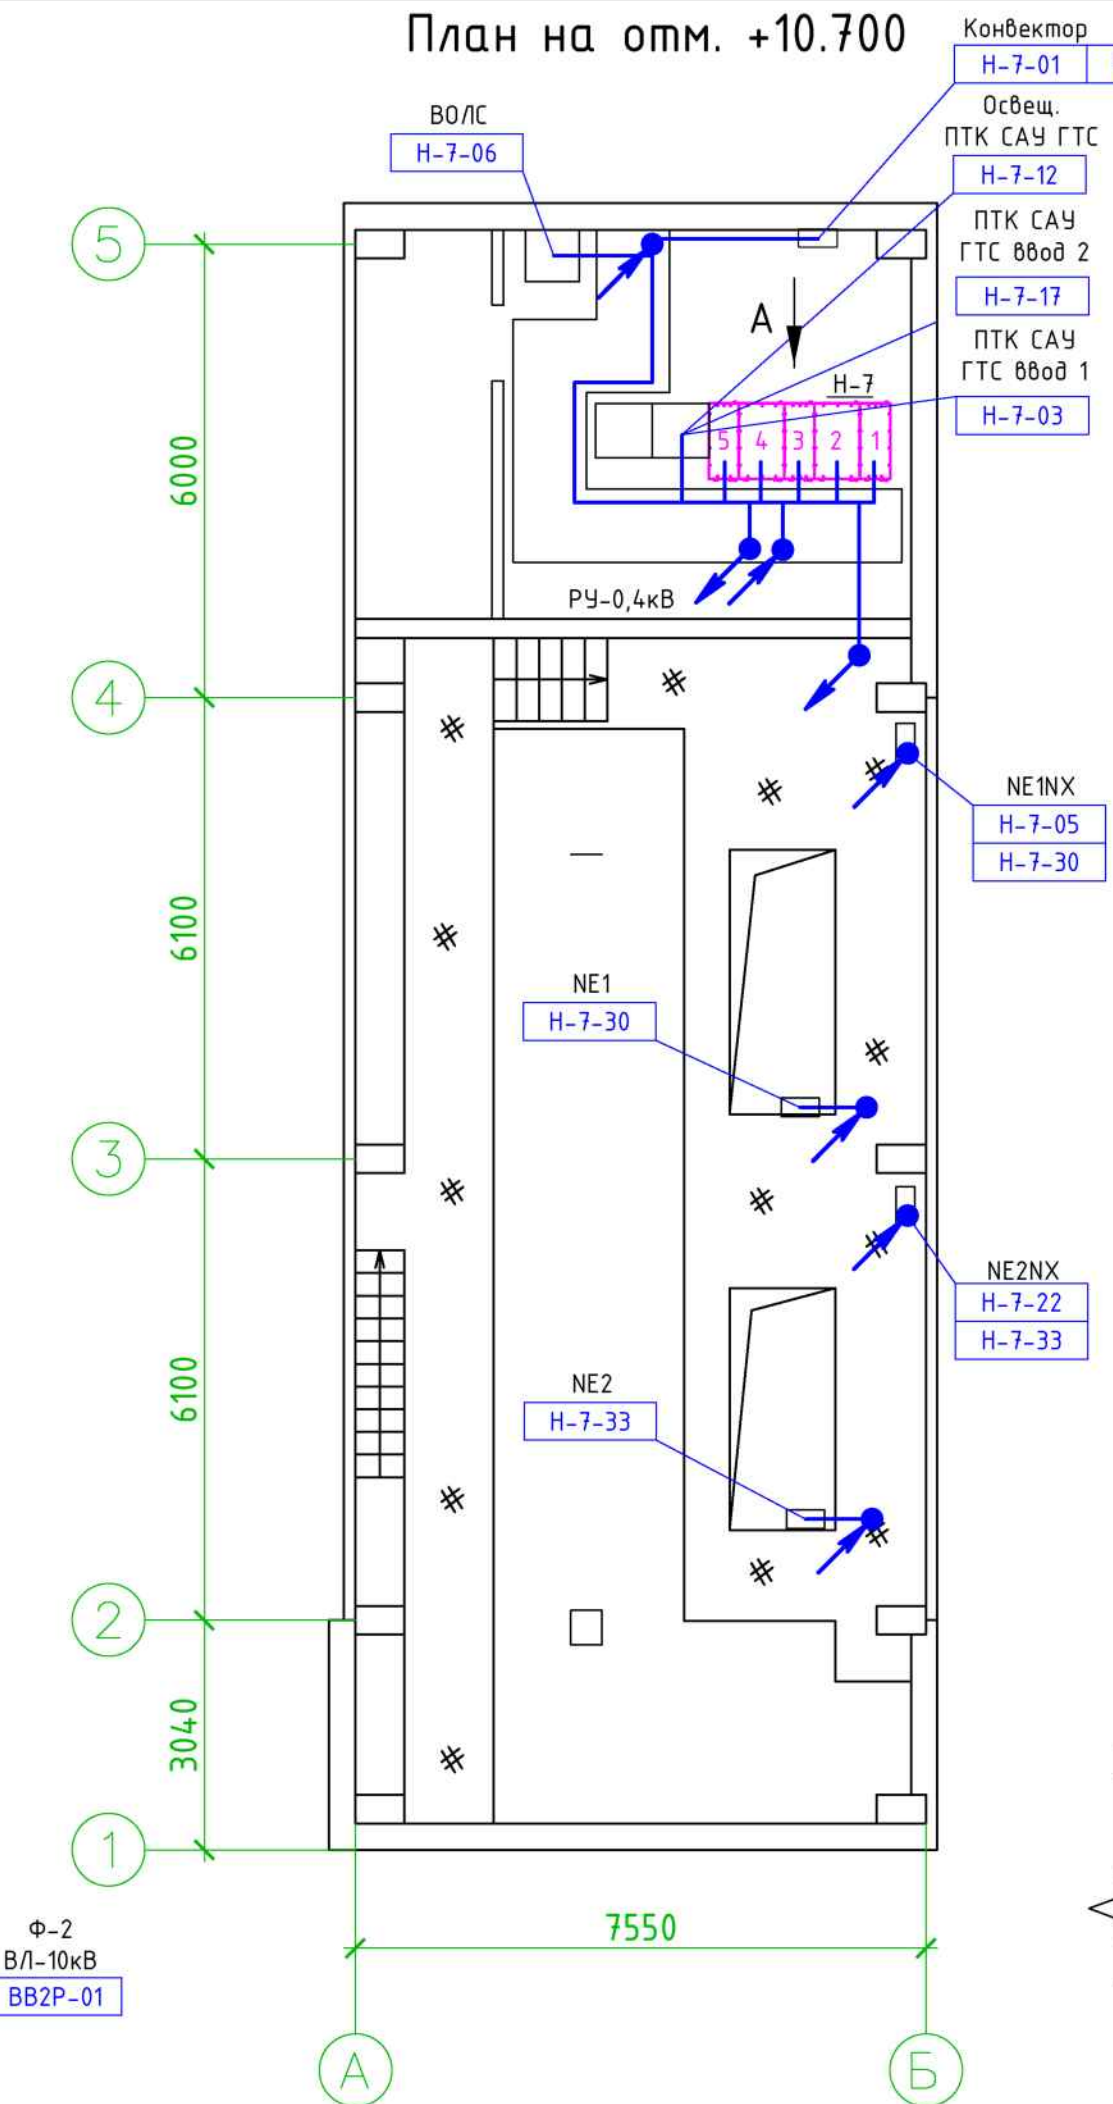 План на отм. +10.700
Конвектор
Н-7-01
ВОЛС
Н-7-06
Освещ.
ПТК САУ ГТС
Н-7-12
ПТК САУ
ГТС ввод 2
Н-7-17
ПТК САУ
ГТС ввод 1
Н-7-03
5
А
Н-7
5 4 3 2 1
6000
РУ-0,4кВ
4
NE1NX
Н-7-05
Н-7-30
6100
NE1
Н-7-30
3
NE2NX
Н-7-22
Н-7-33
6100
NE2
Н-7-33
2
3040
1
Ф-2
ВЛ-10кВ
ВВ2Р-01
7550
А
Б